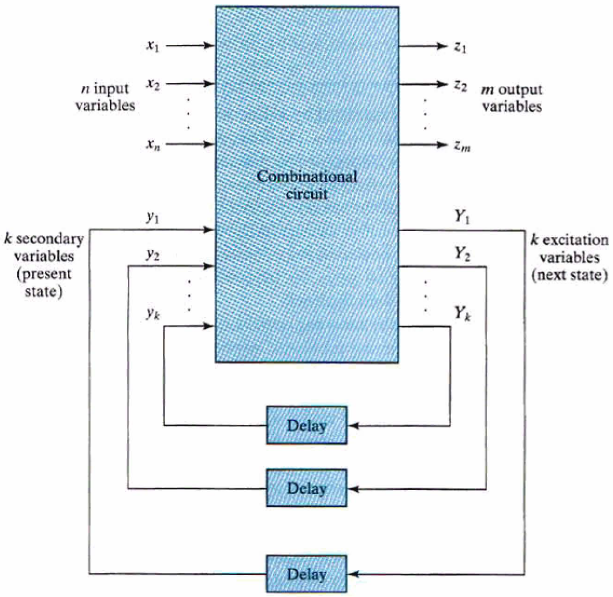 x₁
z₁
n input
variables
x₂
z₂
m output
variables
xₙ
zₘ
Combinational
circuit
y₁
Y₁
k secondary
variables
(present
state)
k excitation
variables
(next state)
y₂
Y₂
yₖ
Yₖ
Delay
Delay
Delay